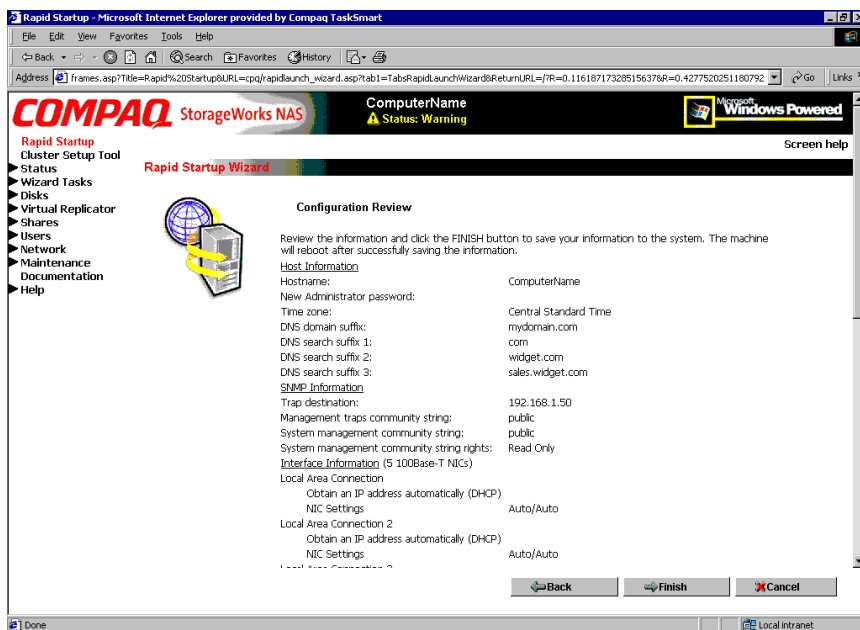 Rapid Startup - Microsoft Internet Explorer provided by Compaq TaskSmart
File Edit View Favorites Tools Help
Back Search Favorites History
Address frames.asp?Title=Rapid%20Startup&URL=cpq/rapidlaunch_wizard.asp?tab1=TabsRapidLaunchWizard&ReturnURL=/?R=0.116187173285156376&R=0.4277520251180792 Go Links
COMPAQ StorageWorks NAS
ComputerName
Status: Warning
Microsoft
Windows Powered
Screen help
Rapid Startup
Cluster Setup Tool
Status
Wizard Tasks
Disks
Virtual Replicator
Shares
Users
Network
Maintenance
Documentation
Help
Rapid Startup Wizard
Configuration Review
Review the information and click the FINISH button to save your information to the system. The machine
will reboot after successfully saving the information.
Host Information
Hostname: ComputerName
New Administrator password:
Time zone: Central Standard Time
DNS domain suffix: mydomain.com
DNS search suffix 1: com
DNS search suffix 2: widget.com
DNS search suffix 3: sales.widget.com
SNMP Information
Trap destination: 192.168.1.50
Management traps community string: public
System management community string: public
System management community string rights: Read Only
Interface Information (5 100Base-T NICs)
Local Area Connection
Obtain an IP address automatically (DHCP)
NIC Settings Auto/Auto
Local Area Connection 2
Obtain an IP address automatically (DHCP)
NIC Settings Auto/Auto
Back Finish Cancel
Done Local intranet